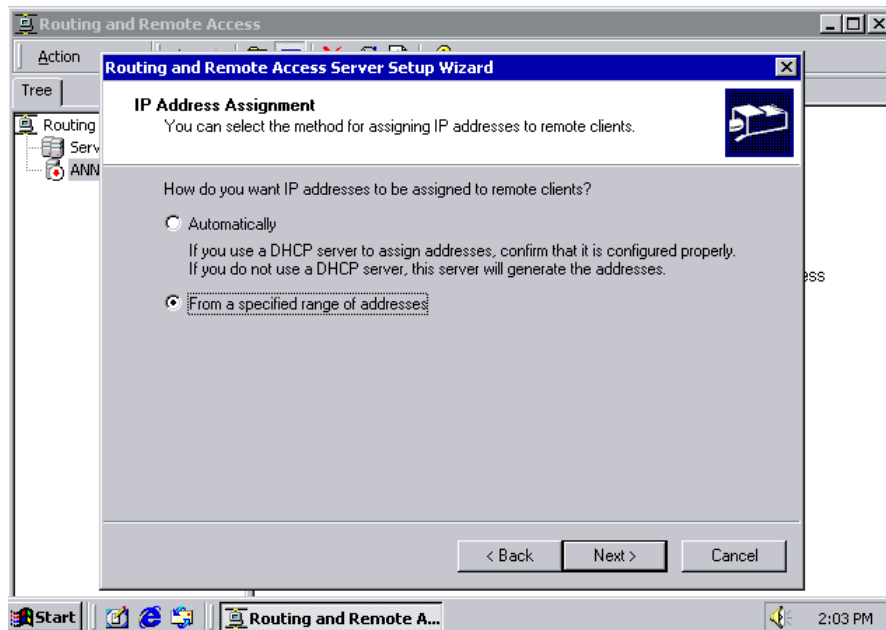 Routing and Remote Access
Action
Tree
Routing
Serv
ANN
Routing and Remote Access Server Setup Wizard
IP Address Assignment
You can select the method for assigning IP addresses to remote clients.
How do you want IP addresses to be assigned to remote clients?
Automatically
If you use a DHCP server to assign addresses, confirm that it is configured properly.
If you do not use a DHCP server, this server will generate the addresses.
From a specified range of addresses
ess
< Back
Next >
Cancel
Start
Routing and Remote A...
2:03 PM